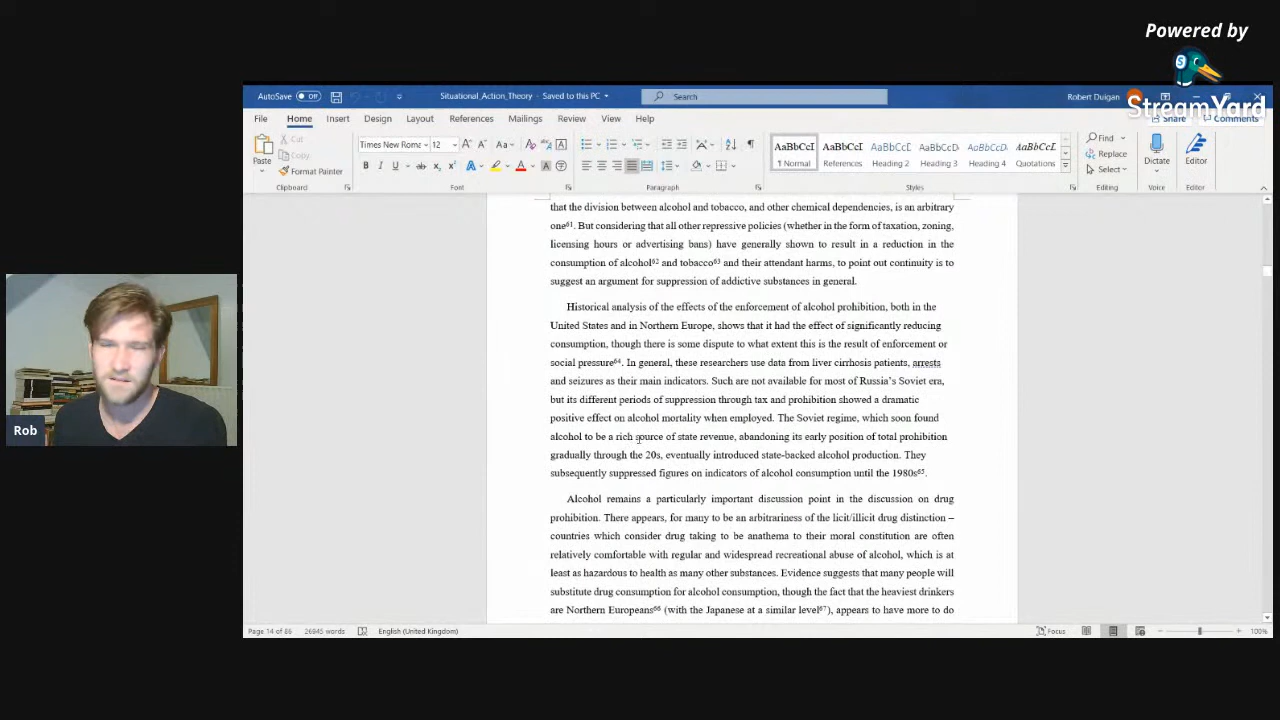 Powered by
StreamYard
AutoSave Off
Situational_Action_Theory - Saved to this PC
Search
Robert Duigan
File Home Insert Design Layout References Mailings Review View Help
Share Comments
Paste
Cut
Copy
Format Painter
Clipboard
Times New Roma 12
Font
Paragraph
AaBbCcI AaBbCcI AaBbCcI AaBbCcD AaBbCcD AaBbCcI
¶ Normal References Heading 2 Heading 3 Heading 4 Quotations
Styles
Find
Replace
Select
Editing
Dictate
Voice
Editor
Editor
that the division between alcohol and tobacco, and other chemical dependencies, is an arbitrary
one61. But considering that all other repressive policies (whether in the form of taxation, zoning,
licensing hours or advertising bans) have generally shown to result in a reduction in the
consumption of alcohol62 and tobacco63 and their attendant harms, to point out continuity is to
suggest an argument for suppression of addictive substances in general.
Historical analysis of the effects of the enforcement of alcohol prohibition, both in the
United States and in Northern Europe, shows that it had the effect of significantly reducing
consumption, though there is some dispute to what extent this is the result of enforcement or
social pressure64. In general, these researchers use data from liver cirrhosis patients, arrests
and seizures as their main indicators. Such are not available for most of Russia's Soviet era,
but its different periods of suppression through tax and prohibition showed a dramatic
positive effect on alcohol mortality when employed. The Soviet regime, which soon found
alcohol to be a rich source of state revenue, abandoning its early position of total prohibition
gradually through the 20s, eventually introduced state-backed alcohol production. They
subsequently suppressed figures on indicators of alcohol consumption until the 1980s65.
Alcohol remains a particularly important discussion point in the discussion on drug
prohibition. There appears, for many to be an arbitrariness of the licit/illicit drug distinction –
countries which consider drug taking to be anathema to their moral constitution are often
relatively comfortable with regular and widespread recreational abuse of alcohol, which is at
least as hazardous to health as many other substances. Evidence suggests that many people will
substitute drug consumption for alcohol consumption, though the fact that the heaviest drinkers
are Northern Europeans66 (with the Japanese at a similar level67), appears to have more to do
Rob
Page 14 of 86 26945 words English (United Kingdom)
Focus
100%